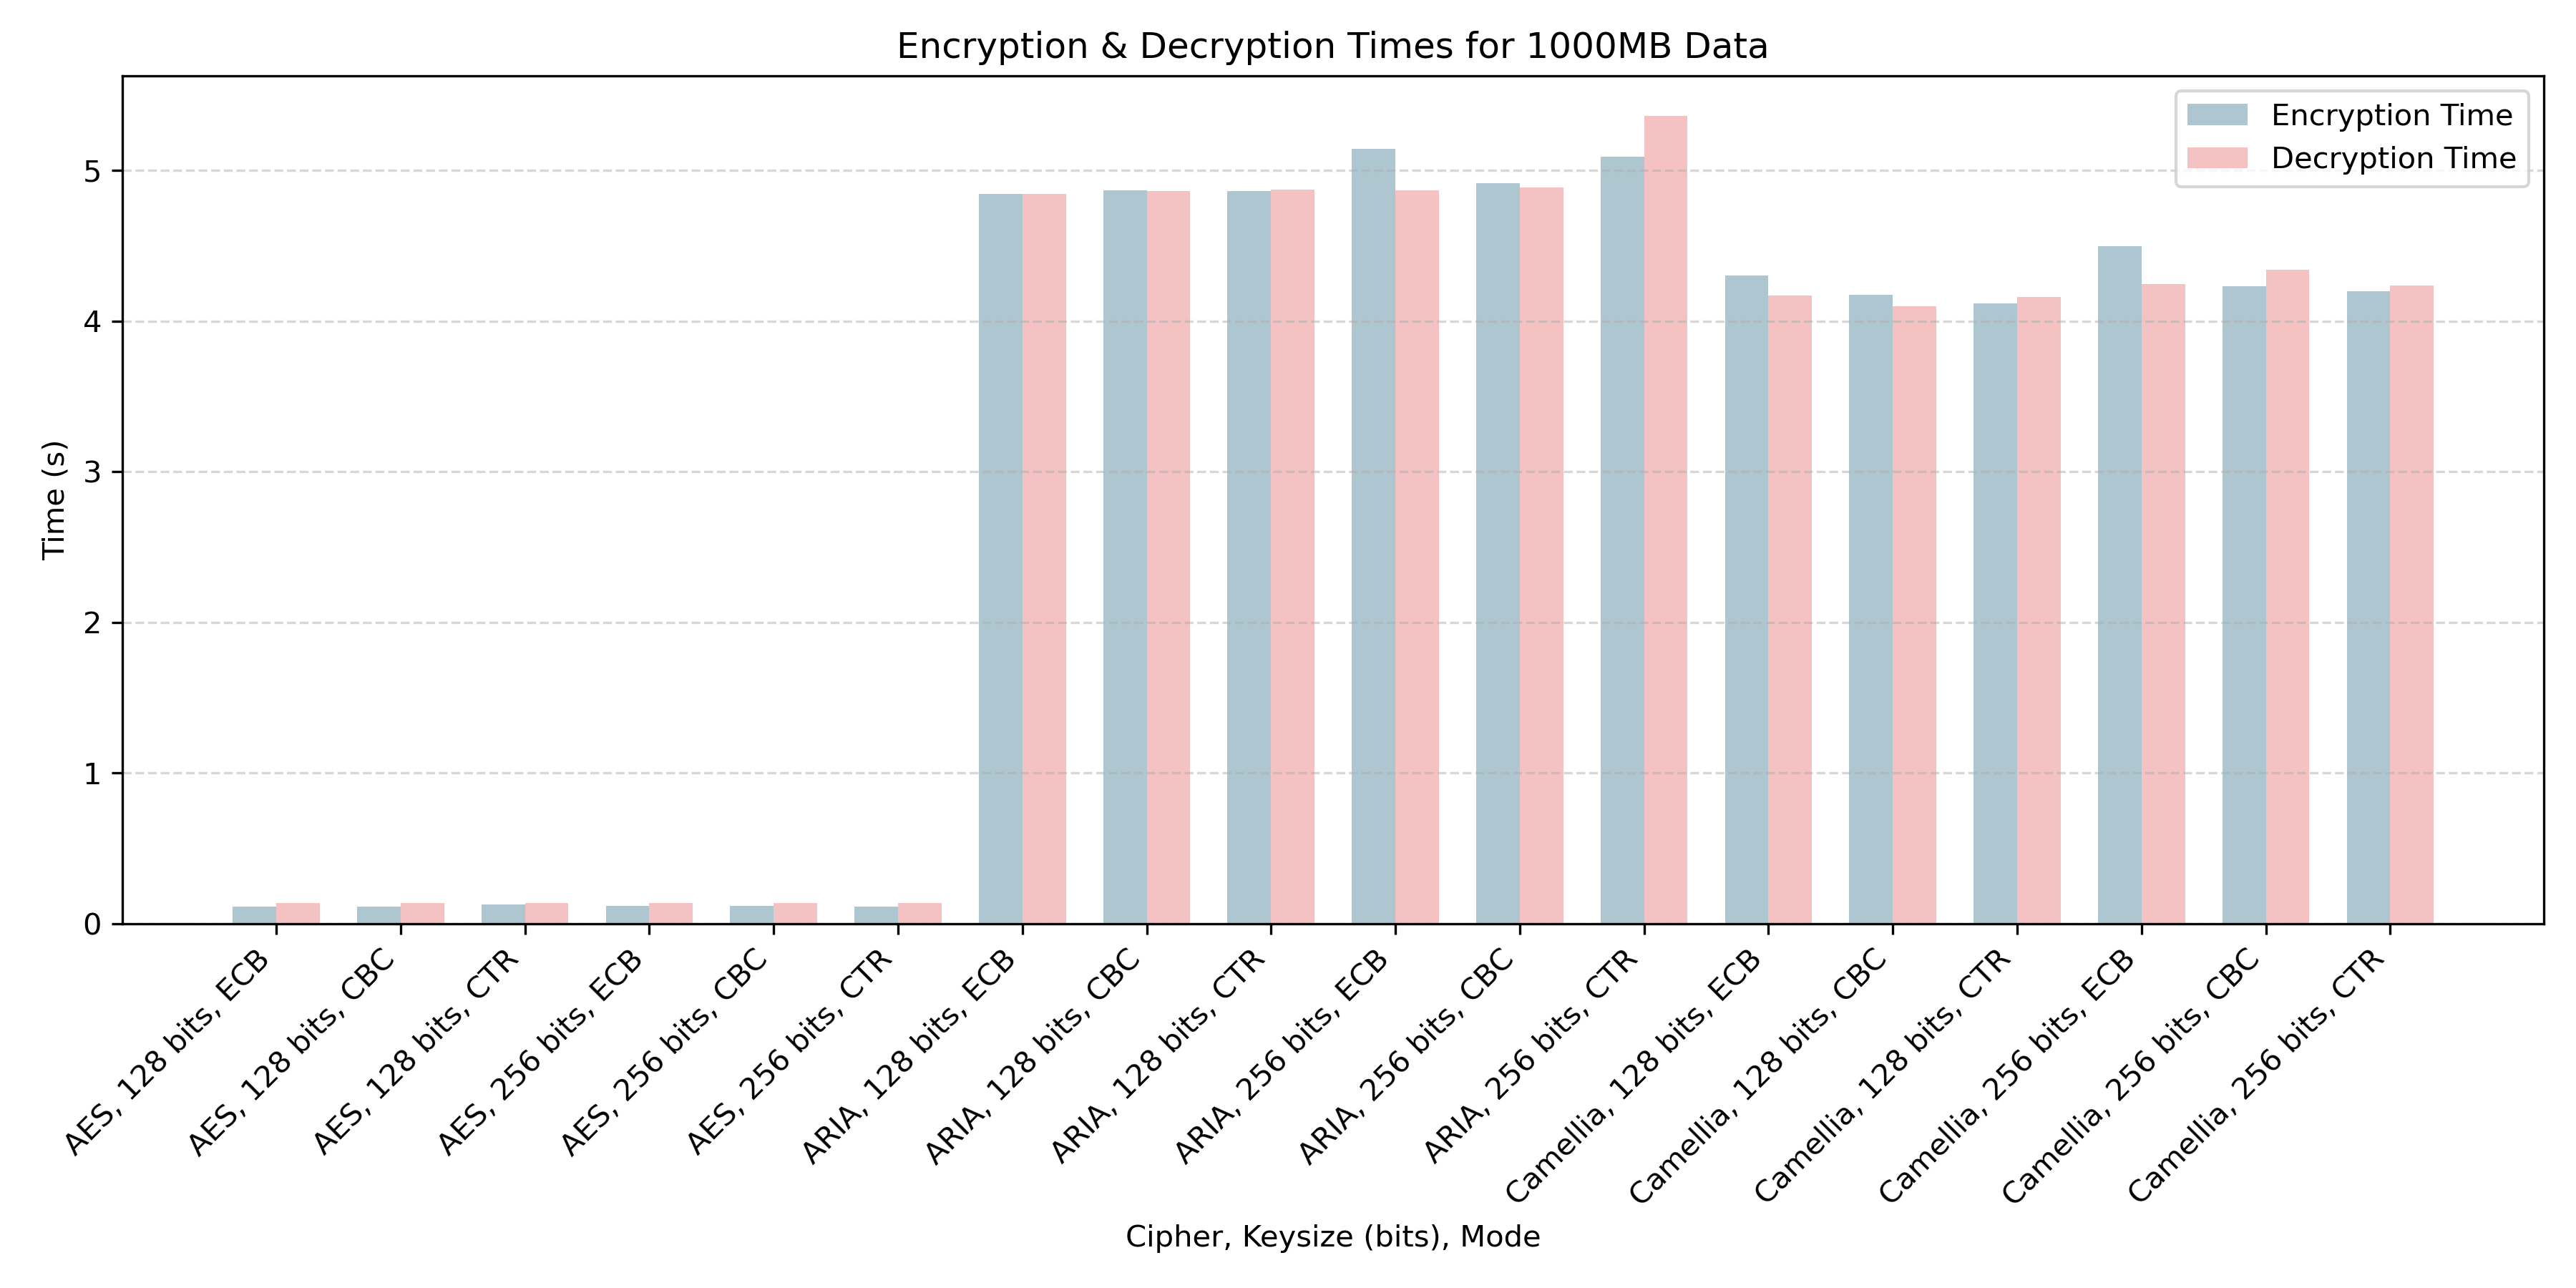 Encryption & Decryption Times for 1000MB Data
Encryption Time
Decryption Time
Time (s)
5
4
3
2
1
0
AES, 128 bits, ECB
AES, 128 bits, CBC
AES, 128 bits, CTR
AES, 256 bits, ECB
AES, 256 bits, CBC
AES, 256 bits, CTR
ARIA, 128 bits, ECB
ARIA, 128 bits, CBC
ARIA, 128 bits, CTR
ARIA, 256 bits, ECB
ARIA, 256 bits, CBC
ARIA, 256 bits, CTR
Camellia, 128 bits, ECB
Camellia, 128 bits, CBC
Camellia, 128 bits, CTR
Camellia, 256 bits, ECB
Camellia, 256 bits, CBC
Camellia, 256 bits, CTR
Cipher, Keysize (bits), Mode